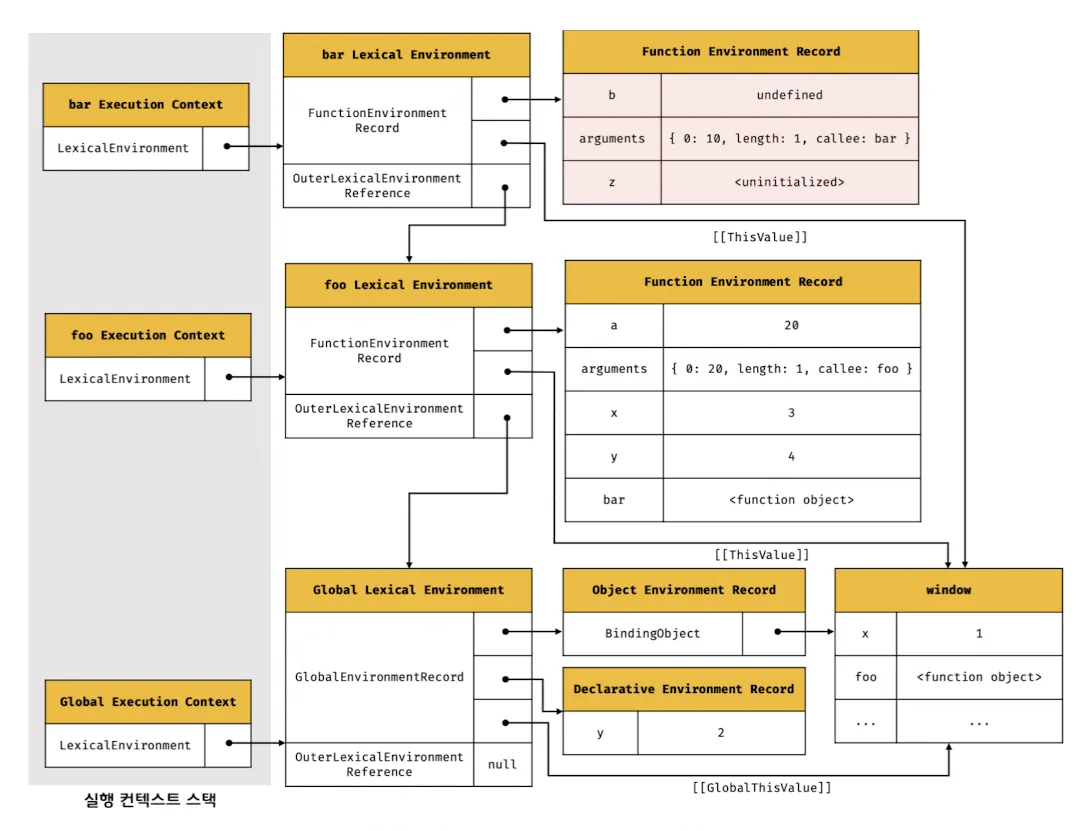 bar Execution Context
LexicalEnvironment
bar Lexical Environment
FunctionEnvironment
Record
OuterLexicalEnvironment
Reference
Function Environment Record
b undefined
arguments { 0: 10, length: 1, callee: bar }
z <uninitialized>
[[ThisValue]]
foo Execution Context
LexicalEnvironment
foo Lexical Environment
FunctionEnvironment
Record
OuterLexicalEnvironment
Reference
Function Environment Record
a 20
arguments { 0: 20, length: 1, callee: foo }
x 3
y 4
bar <function object>
[[ThisValue]]
Global Execution Context
LexicalEnvironment
Global Lexical Environment
GlobalEnvironmentRecord
OuterLexicalEnvironment
Reference
null
Object Environment Record
BindingObject
Declarative Environment Record
y 2
window
x 1
foo <function object>
... ...
[[GlobalThisValue]]
실행 컨텍스트 스택